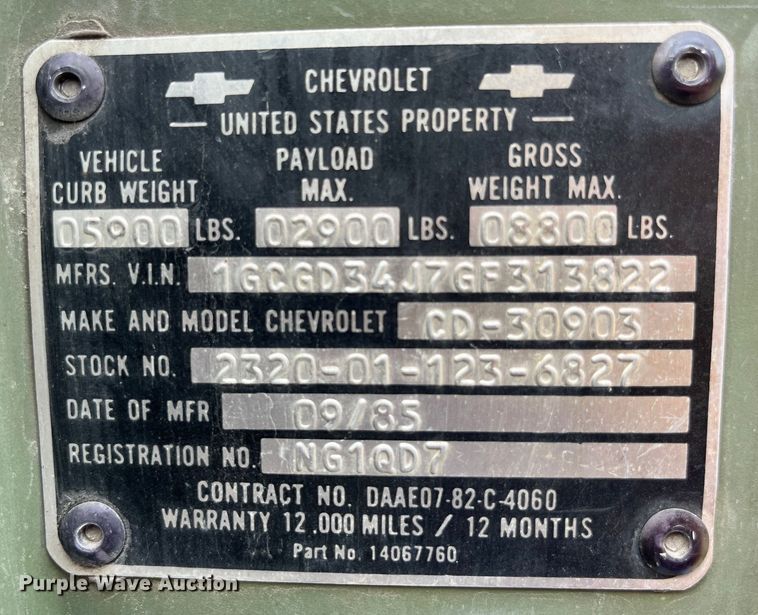 CHEVROLET
UNITED STATES PROPERTY
VEHICLE CURB WEIGHT 05900 LBS. PAYLOAD MAX. 02900 LBS. GROSS WEIGHT MAX. 08800 LBS.
MFRS. V.I.N. 1GCGD34J7GF313822
MAKE AND MODEL CHEVROLET CD-30903
STOCK NO. 2320-01-123-6827
DATE OF MFR 09/85
REGISTRATION NO. NG1QD7
CONTRACT NO. DAAE07-82-C-4060
WARRANTY 12.000 MILES / 12 MONTHS
Part No. 14067760
Purple Wave Auction